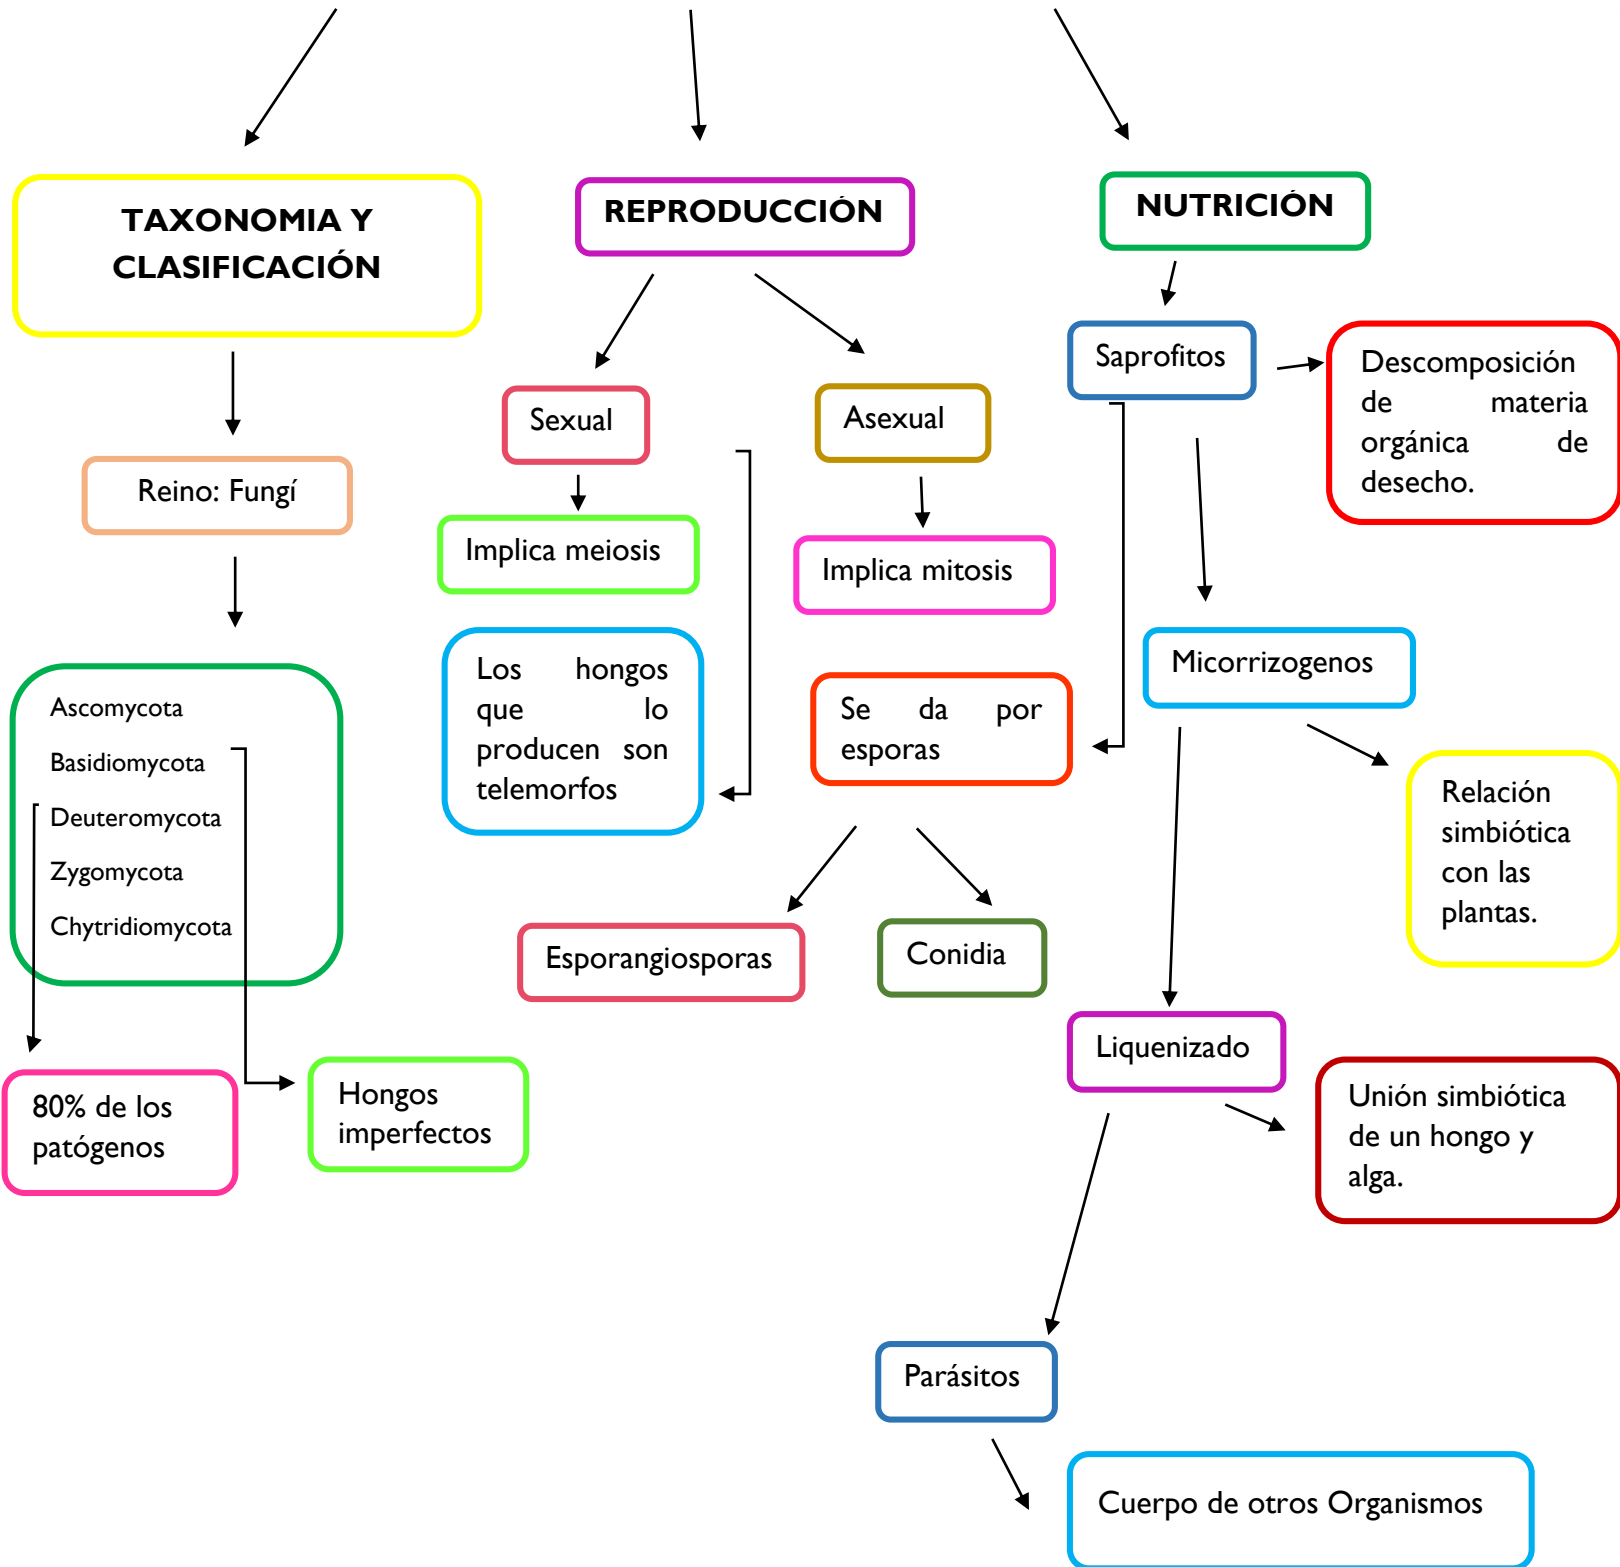 TAXONOMIA Y
CLASIFICACIÓN
REPRODUCCIÓN
NUTRICIÓN
Reino: Fungí
Ascomycota
Basidiomycota
Deuteromycota
Zygomycota
Chytridiomycota
80% de los
patógenos
Hongos
imperfectos
Sexual
Implica meiosis
Los hongos
que lo
producen son
telemorfos
Asexual
Implica mitosis
Se da por
esporas
Esporangiosporas
Conidia
Saprofitos
Descomposición
de materia
orgánica de
desecho.
Micorrizogenos
Relación
simbiótica
con las
plantas.
Liquenizado
Unión simbiótica
de un hongo y
alga.
Parásitos
Cuerpo de otros Organismos